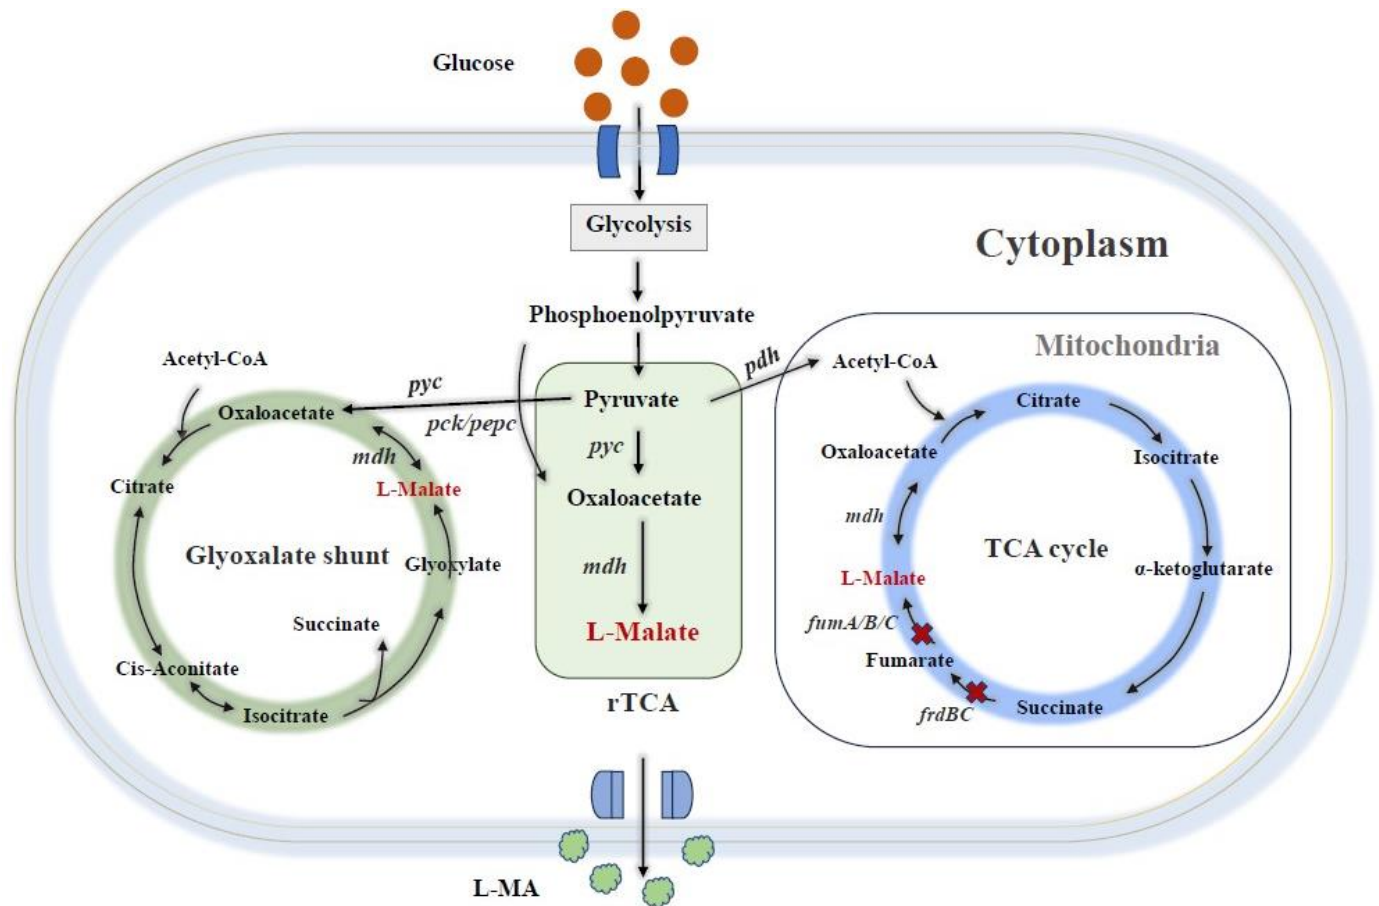 Glucose
Glycolysis
Cytoplasm
Phosphoenolpyruvate
Mitochondria
Acetyl-CoA
pyc
pck/pepc
Pyruvate
pdh
Acetyl-CoA
Oxaloacetate
mdh
Citrate
L-Malate
Glyoxalate shunt
Glyoxylate
Succinate
Cis-Aconitate
Isocitrate
pyc
Oxaloacetate
mdh
L-Malate
rTCA
Citrate
Oxaloacetate
Isocitrate
mdh
TCA cycle
α-ketoglutarate
L-Malate
fumA/B/C
Fumarate
frdBC
Succinate
L-MA